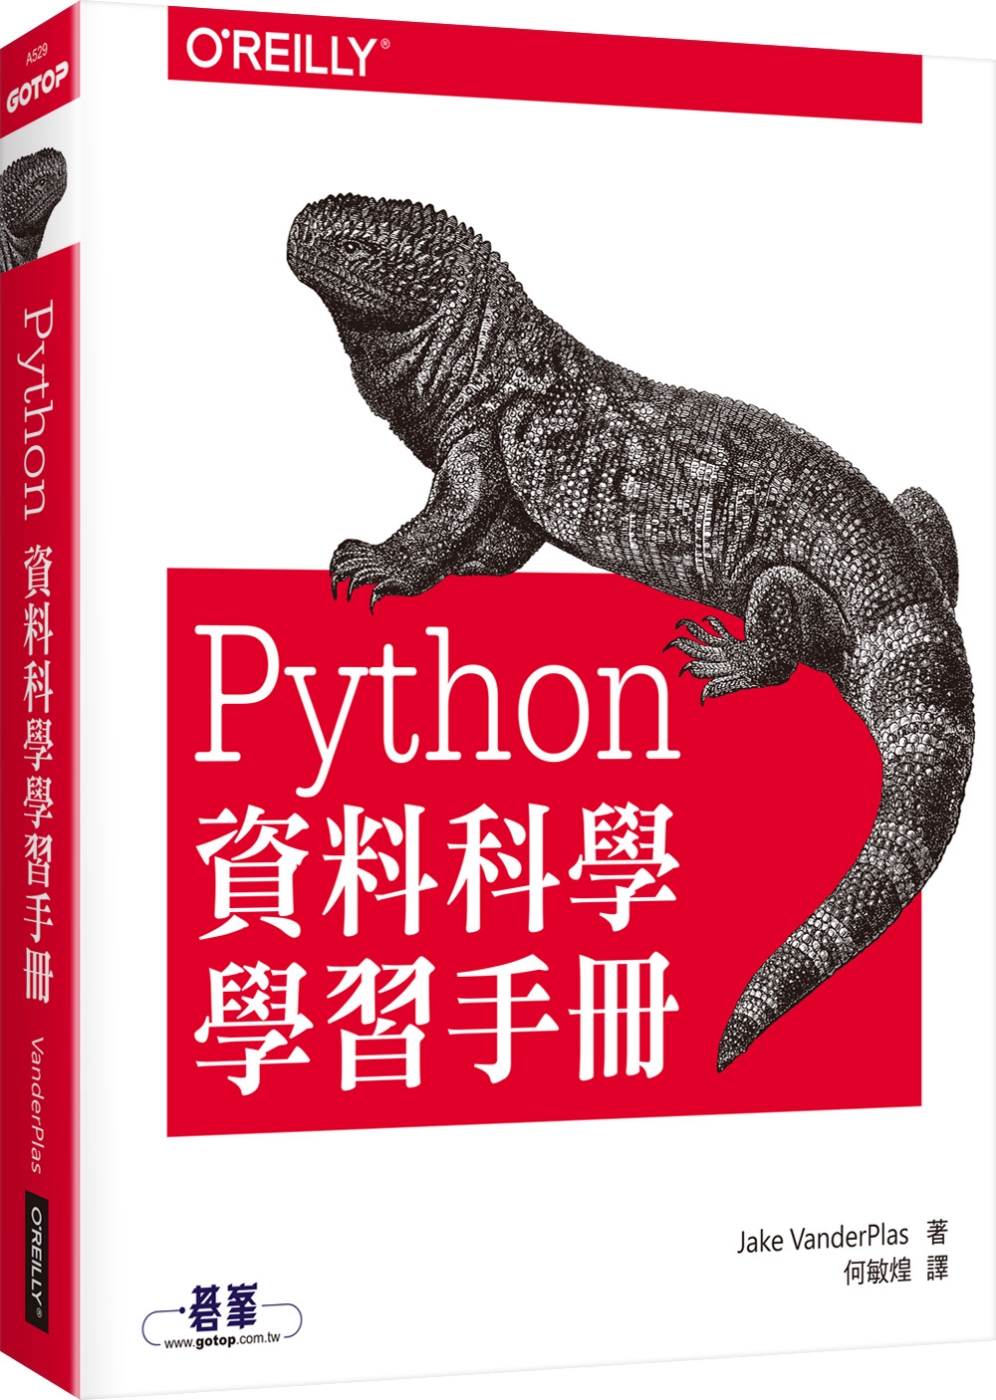 A529
GOTOP
Python 資料科學學習手冊
VanderPlas
O'REILLY®
O'REILLY®
Python
資料科學
學習手冊
Jake VanderPlas 著
何敏煌 譯
碁峯
www.gotop.com.tw